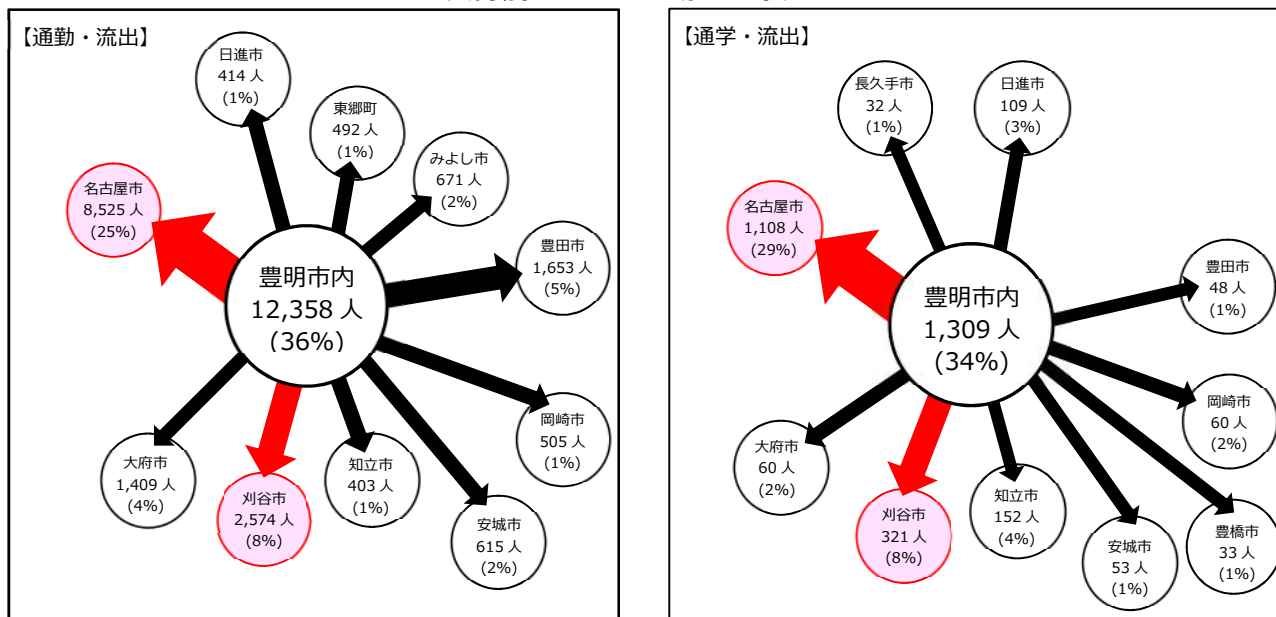 【通勤・流出】
日進市
414 人
(1%)
東郷町
492 人
(1%)
みよし市
671 人
(2%)
名古屋市
8,525 人
(25%)
豊田市
1,653 人
(5%)
豊明市内
12,358 人
(36%)
岡崎市
505 人
(1%)
大府市
1,409 人
(4%)
刈谷市
2,574 人
(8%)
知立市
403 人
(1%)
安城市
615 人
(2%)
【通学・流出】
長久手市
32 人
(1%)
日進市
109 人
(3%)
名古屋市
1,108 人
(29%)
豊田市
48 人
(1%)
豊明市内
1,309 人
(34%)
岡崎市
60 人
(2%)
大府市
60 人
(2%)
刈谷市
321 人
(8%)
知立市
152 人
(4%)
安城市
53 人
(1%)
豊橋市
33 人
(1%)